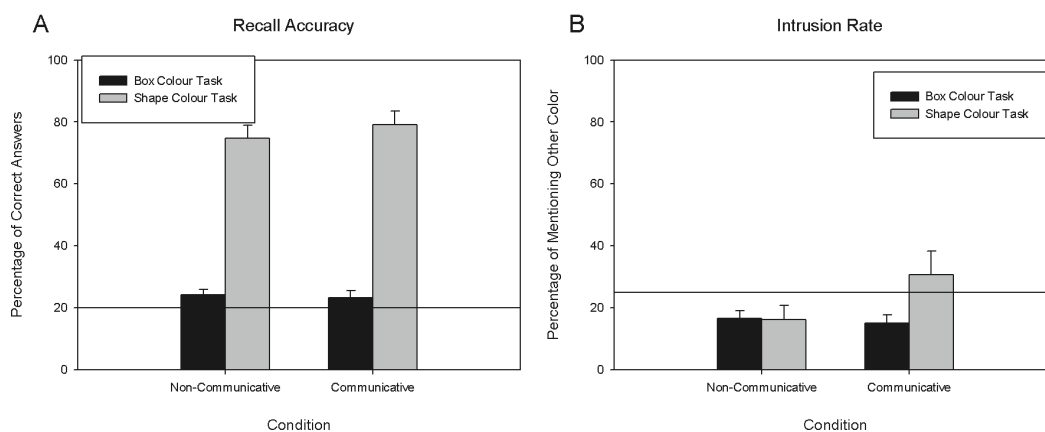 A
Recall Accuracy
Percentage of Correct Answers
100
80
60
40
20
0
Box Colour Task
Shape Colour Task
Non-Communicative
Communicative
Condition
B
Intrusion Rate
Percentage of Mentioning Other Color
100
80
60
40
20
0
Box Colour Task
Shape Colour Task
Non-Communicative
Communicative
Condition